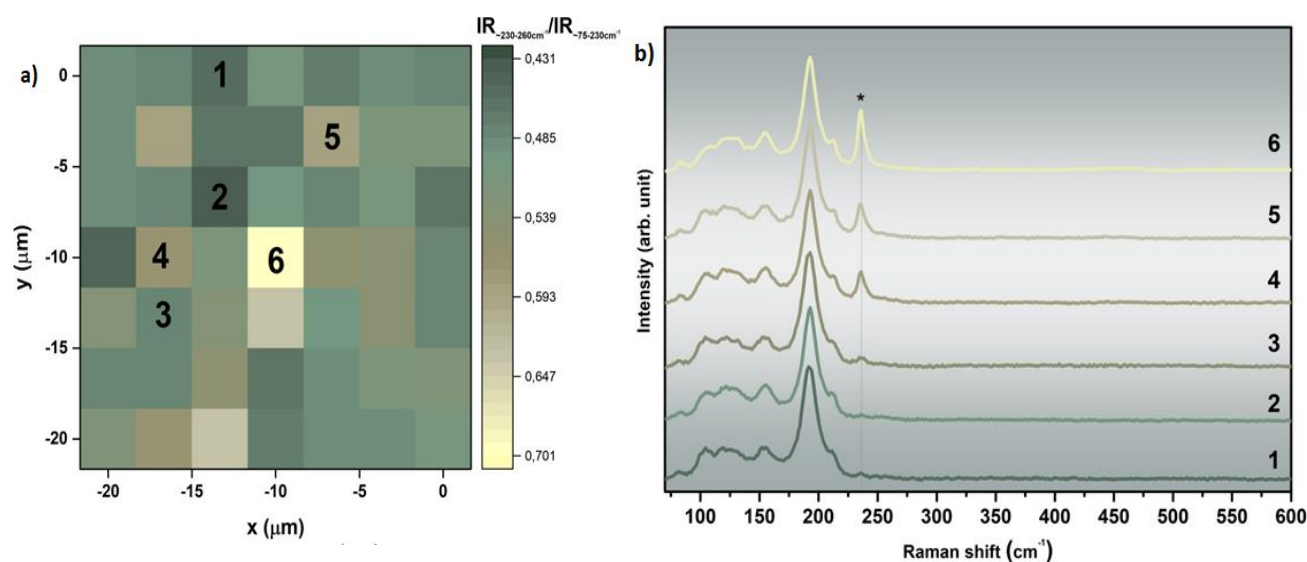 a)
IR~230-260cm⁻¹/IR~75-230cm⁻¹
0,431
0,485
0,539
0,593
0,647
0,701
1
5
2
4
6
3
0
-5
-10
-15
-20
y (μm)
-20 -15 -10 -5 0
x (μm)
b)
*
6
5
4
3
2
1
Intensity (arb. unit)
100 150 200 250 300 350 400 450 500 550 600
Raman shift (cm⁻¹)